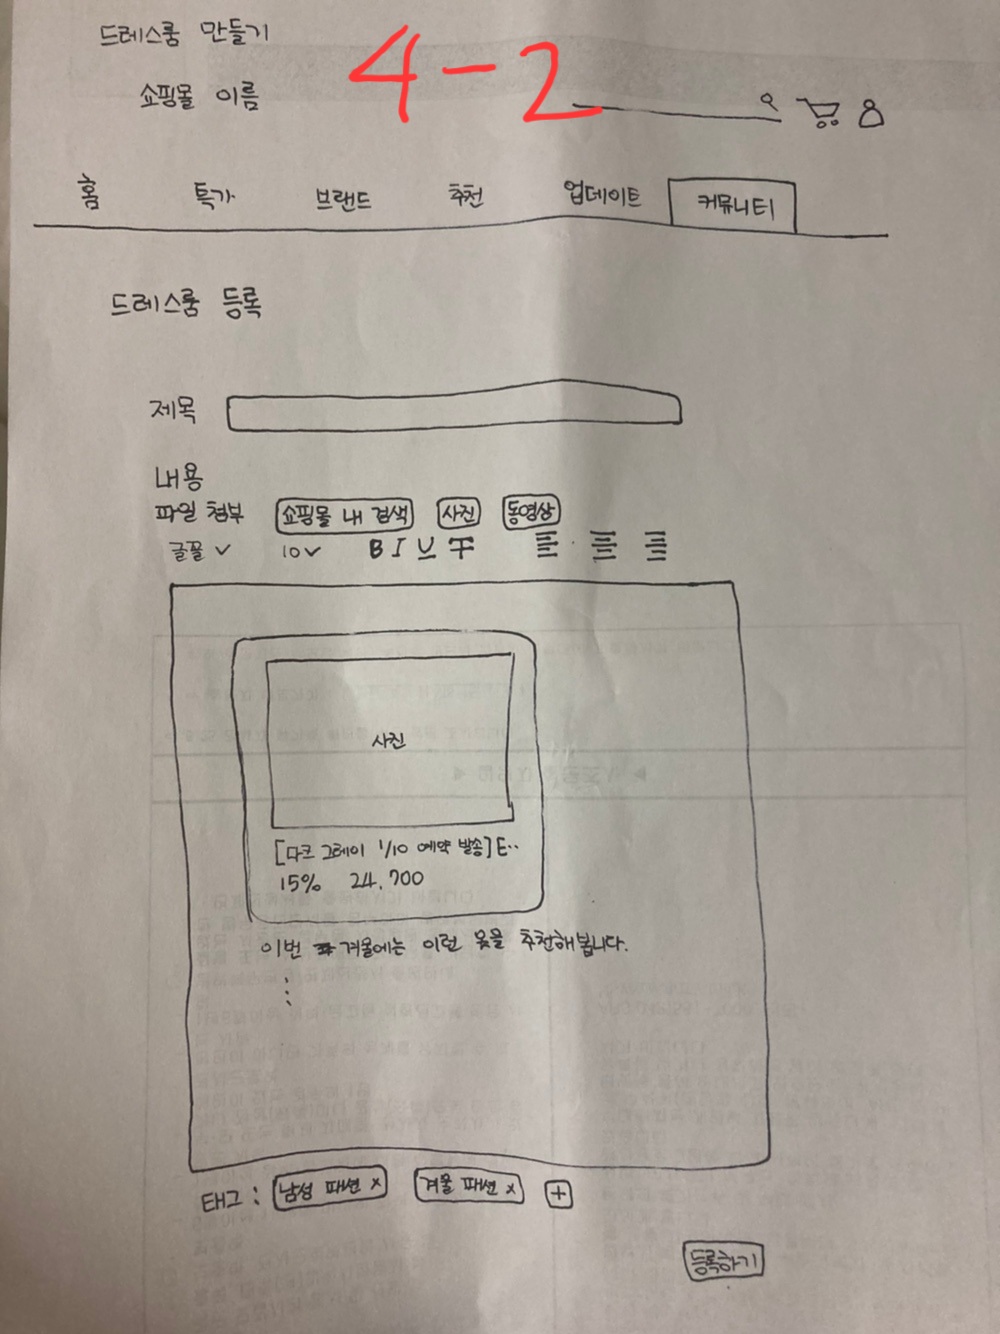 드레스룸 만들기
4-2
쇼핑몰 이름
홈 특가 브랜드 추천 업데이트 커뮤니티
드레스룸 등록
제목
내용
파일 첨부 쇼핑몰 내 검색 사진 동영상
글꼴 10 B I U T
사진
[다크 그레이 1/10 예약 발송] E..
15% 24,700
이번 겨울에는 이런 옷을 추천해봅니다.
태그 : 남성 패션 x 겨울 패션 x +
등록하기